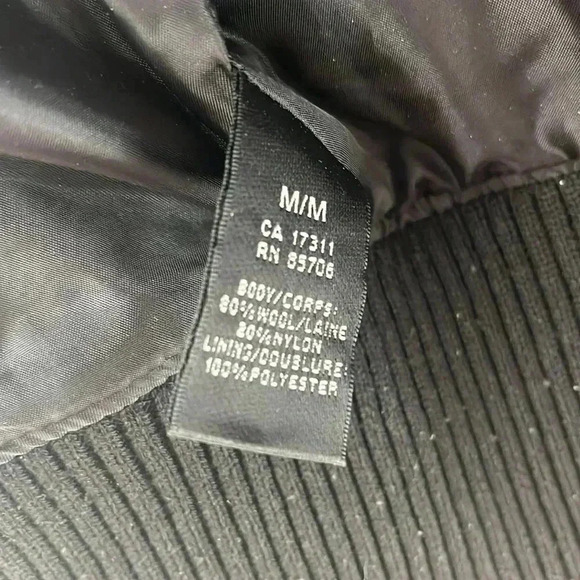 M/M
CA 17311
RN 85706
BODY/CORPS:
80%WOOL/LAINE
20%NYLON
LINING/DOUBLURE:
100%POLYESTER